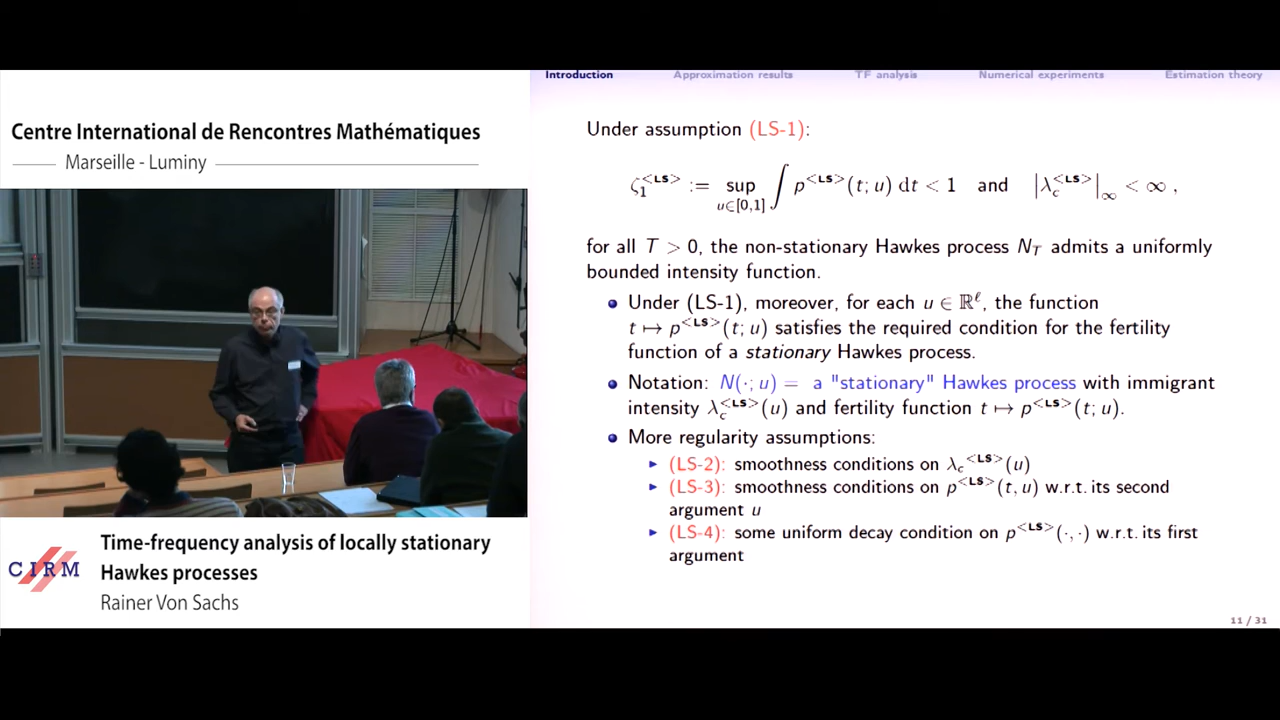 Centre International de Rencontres Mathématiques
Marseille - Luminy
Time-frequency analysis of locally stationary
Hawkes processes
CIRM
Rainer Von Sachs
Introduction Approximation results TF analysis Numerical experiments Estimation theory
Under assumption (LS-1):
ζ₁^{<LS>} := sup_{u∈[0,1]} ∫ p^{<LS>}(t; u) dt < 1 and |λ_c^{<LS>}|_∞ < ∞ ,
for all T > 0, the non-stationary Hawkes process N_T admits a uniformly
bounded intensity function.
Under (LS-1), moreover, for each u ∈ ℝ^ℓ, the function
t ↦ p^{<LS>}(t; u) satisfies the required condition for the fertility
function of a stationary Hawkes process.
Notation: N(·; u) = a "stationary" Hawkes process with immigrant
intensity λ_c^{<LS>}(u) and fertility function t ↦ p^{<LS>}(t; u).
More regularity assumptions:
(LS-2): smoothness conditions on λ_c^{<LS>}(u)
(LS-3): smoothness conditions on p^{<LS>}(t, u) w.r.t. its second
argument u
(LS-4): some uniform decay condition on p^{<LS>}(·, ·) w.r.t. its first
argument
11 / 31